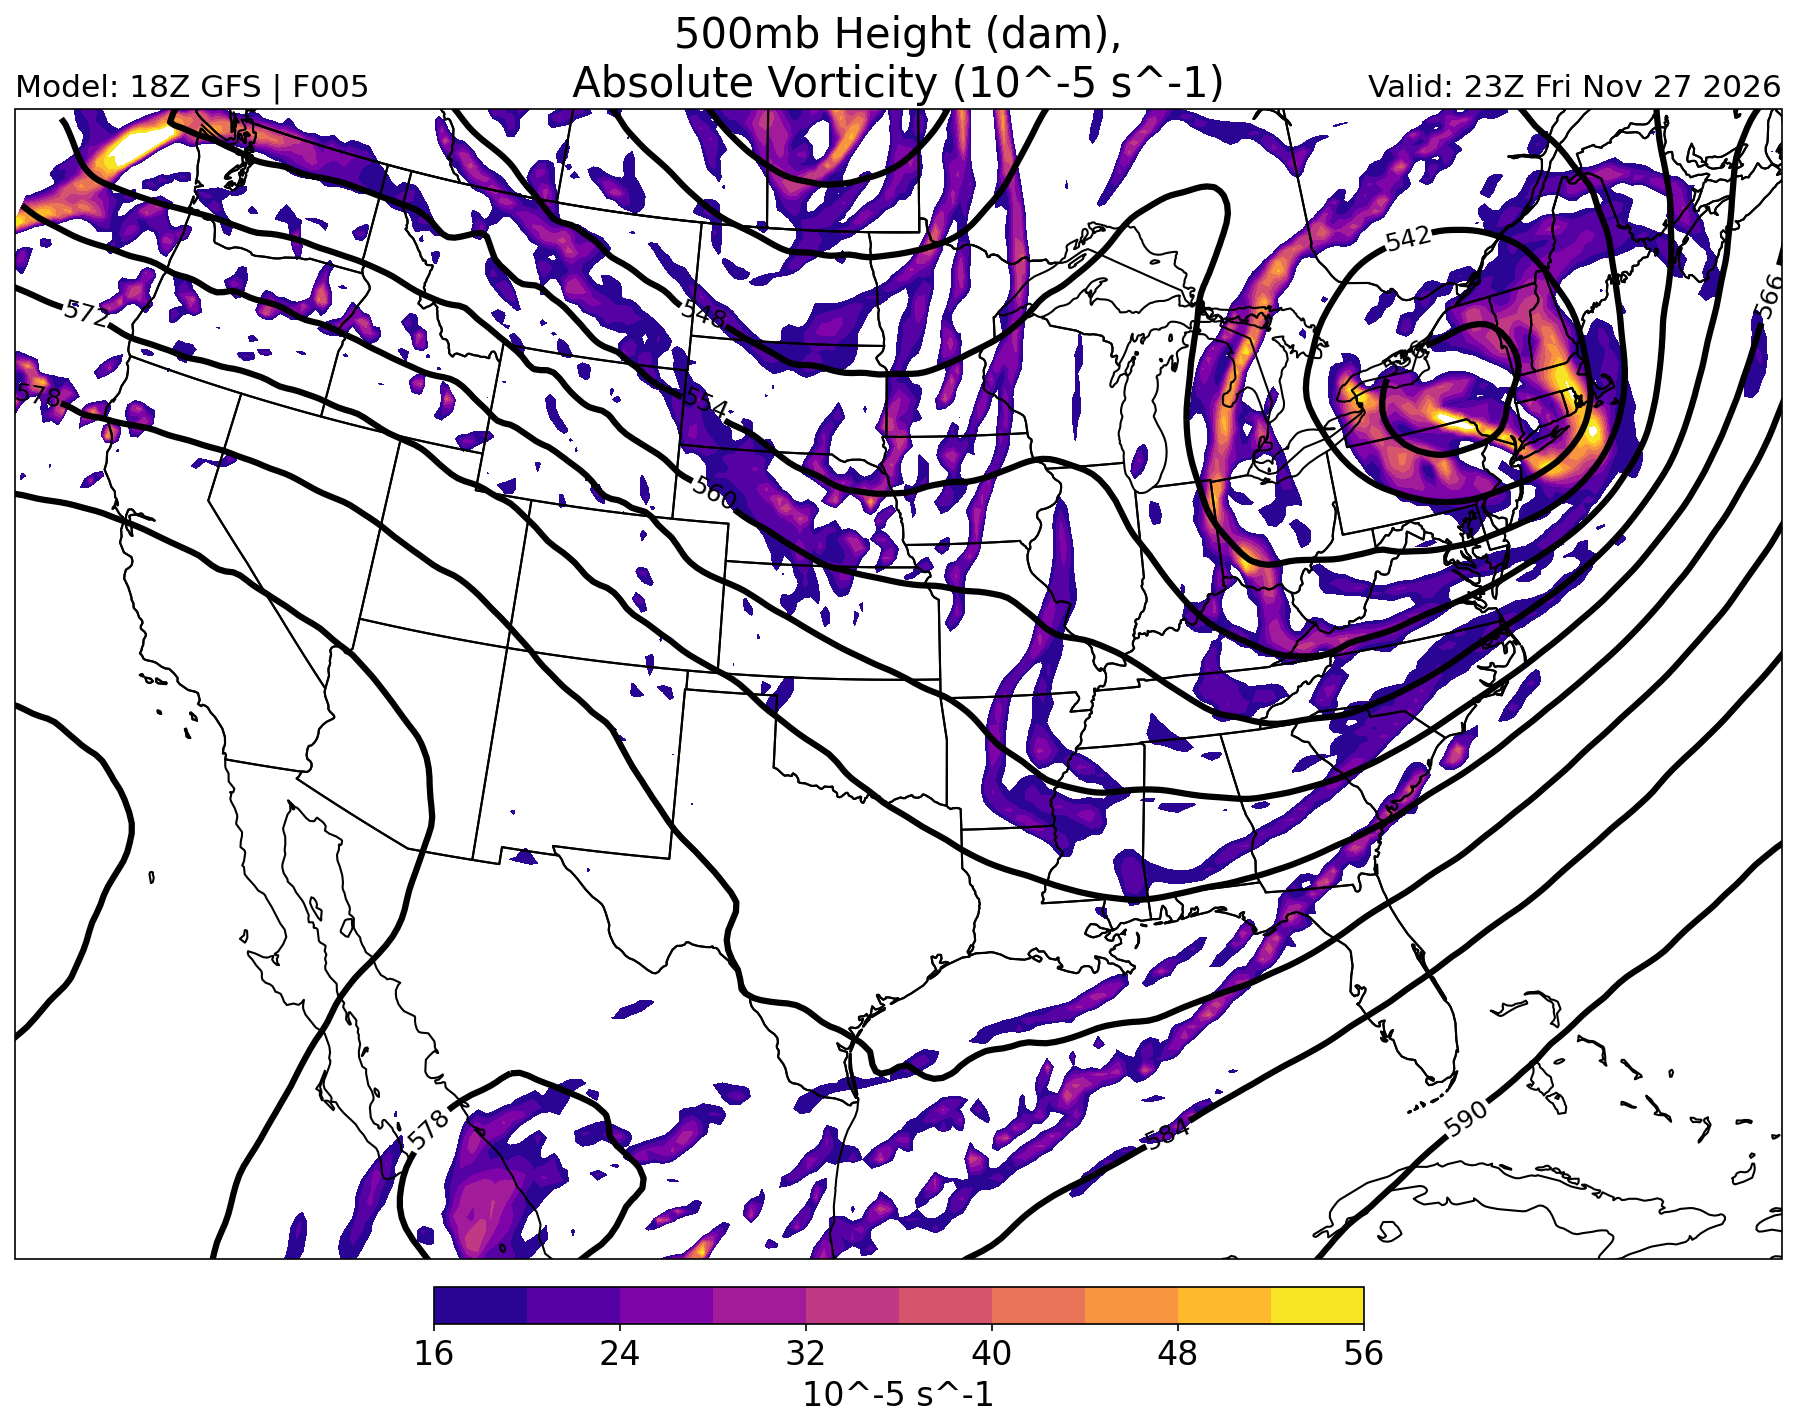 500mb Height (dam),
Model: 18Z GFS | F005
Absolute Vorticity (10^-5 s^-1)
Valid: 23Z Fri Nov 27 2026
542
566
572
548
536
578
554
560
578
584
590
16 24 32 40 48 56
10^-5 s^-1